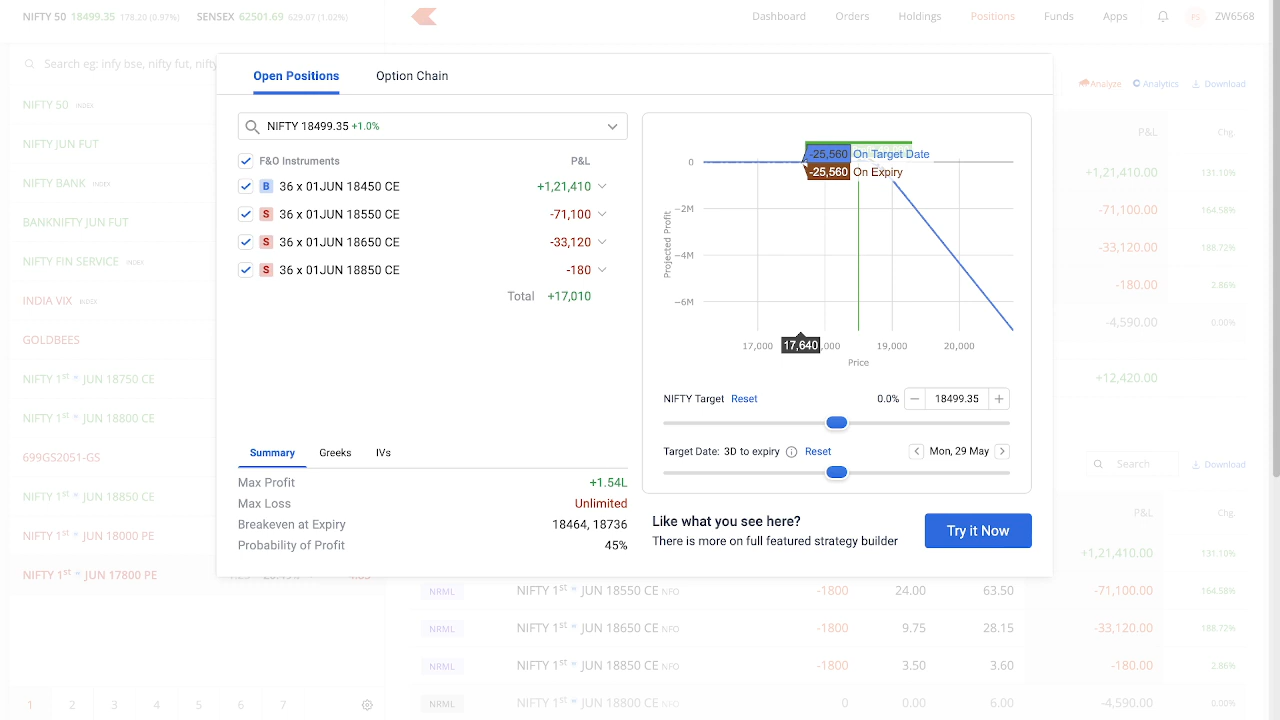 NIFTY 50 18499.35 178.20 (0.97%) SENSEX 62501.69 629.07 (1.02%)
Dashboard Orders Holdings Positions Funds Apps ES ZW6568
Search eg: infy bse, nifty fut, nifty
NIFTY 50 INDEX
NIFTY JUN FUT
NIFTY BANK INDEX
BANKNIFTY JUN FUT
NIFTY FIN SERVICE INDEX
INDIA VIX INDEX
GOLDBEES
NIFTY 1st JUN 18750 CE
NIFTY 1st JUN 18800 CE
699GS2051-GS
NIFTY 1st JUN 18850 CE
NIFTY 1st JUN 18000 PE
NIFTY 1st JUN 17800 PE
1 2 3 4 5 6 7
Open Positions Option Chain
NIFTY 18499.35 +1.0%
F&O Instruments P&L
B 36 x 01JUN 18450 CE +1,21,410
S 36 x 01JUN 18550 CE -71,100
S 36 x 01JUN 18650 CE -33,120
S 36 x 01JUN 18850 CE -180
Total +17,010
Summary Greeks IVs
Max Profit +1.54L
Max Loss Unlimited
Breakeven at Expiry 18464, 18736
Probability of Profit 45%
-25,560 On Target Date
-25,560 On Expiry
0
−2M
−4M
−6M
Projected Profit
17,000 17,640 ,000 19,000 20,000
Price
NIFTY Target Reset 0.0% − 18499.35 +
Target Date: 3D to expiry Reset < Mon, 29 May >
Like what you see here?
There is more on full featured strategy builder
Try it Now
Analyze Analytics Download
P&L Chg.
+1,21,410.00 131.10%
-71,100.00 164.58%
-33,120.00 188.72%
-180.00 2.86%
-4,590.00 0.00%
+12,420.00
Search Download
P&L Chg.
+1,21,410.00 131.10%
NRML NIFTY 1st JUN 18550 CE NFO -1800 24.00 63.50 -71,100.00 164.58%
NRML NIFTY 1st JUN 18650 CE NFO -1800 9.75 28.15 -33,120.00 188.72%
NRML NIFTY 1st JUN 18850 CE NFO -1800 3.50 3.60 -180.00 2.86%
NRML NIFTY 1st JUN 18800 CE NFO 0 0.00 6.00 -4,590.00 0.00%